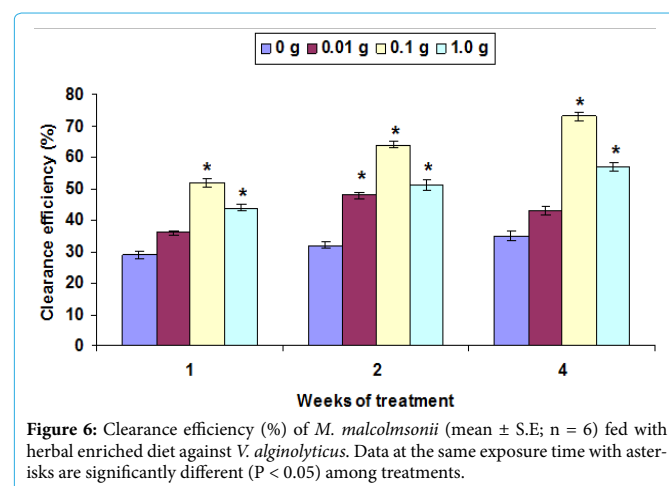 0 g 0.01 g 0.1 g 1.0 g
Clearance efficiency (%)
80
70
60
50
40
30
20
10
0
* *
* * *
* *
1 2 4
Weeks of treatment
Figure 6: Clearance efficiency (%) of M. malcolmsonii (mean ± S.E; n = 6) fed with
herbal enriched diet against V. alginolyticus. Data at the same exposure time with aster-
isks are significantly different (P < 0.05) among treatments.